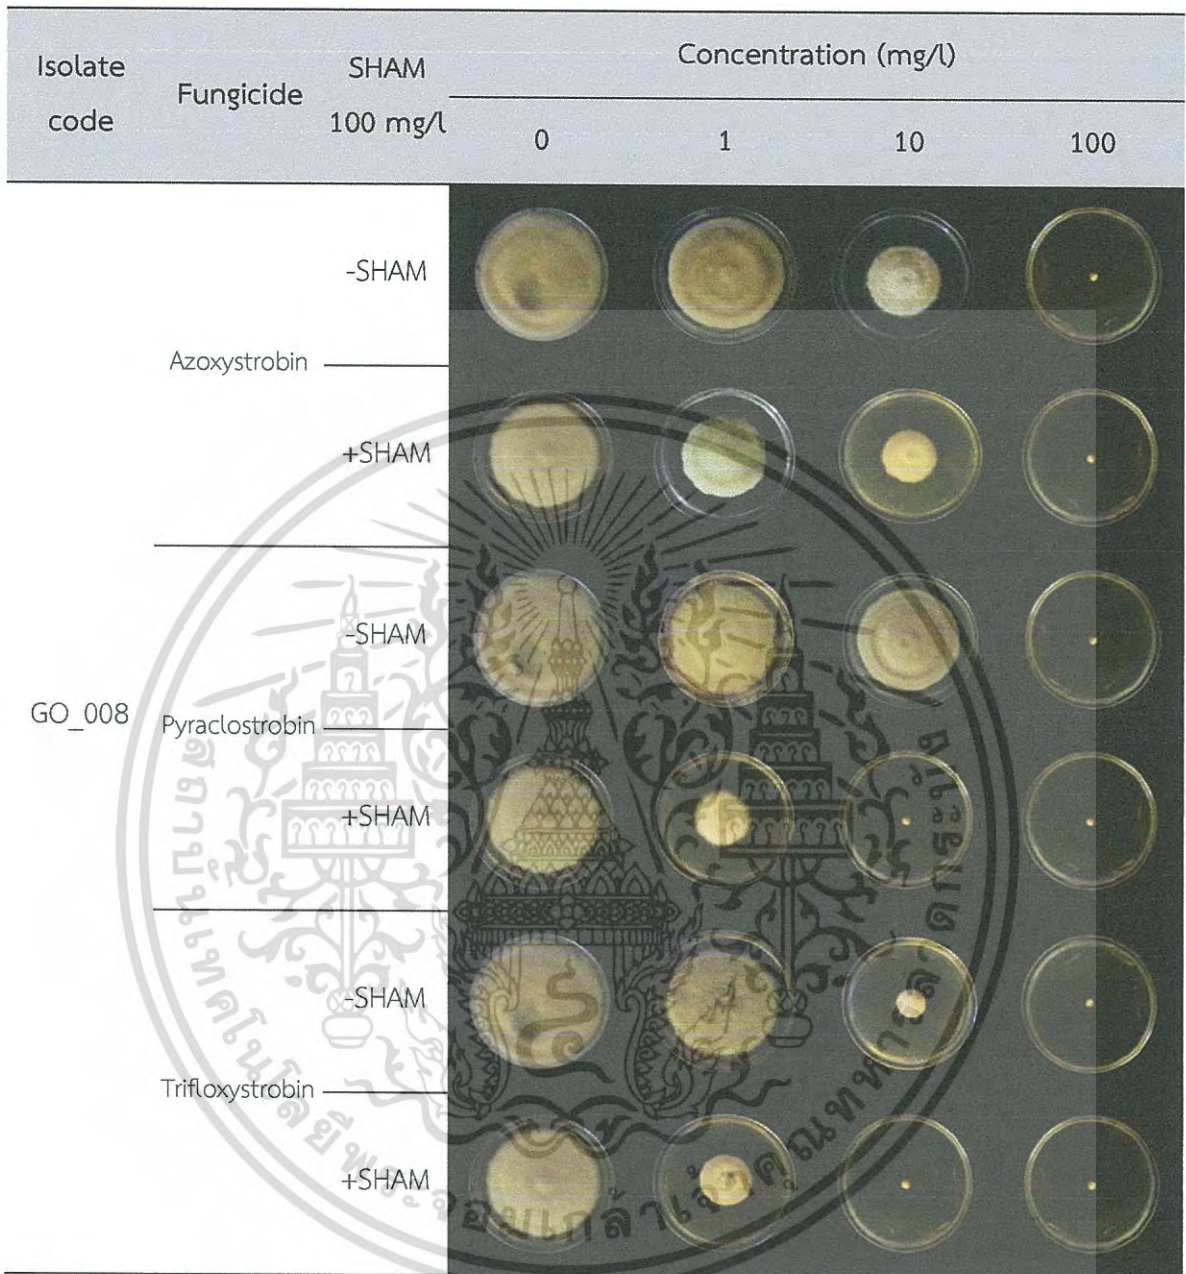 Isolate code
Fungicide
SHAM 100 mg/l
Concentration (mg/l)
0 1 10 100
-SHAM
Azoxystrobin
+SHAM
-SHAM
GO_008 Pyraclostrobin
+SHAM
-SHAM
Trifloxystrobin
+SHAM